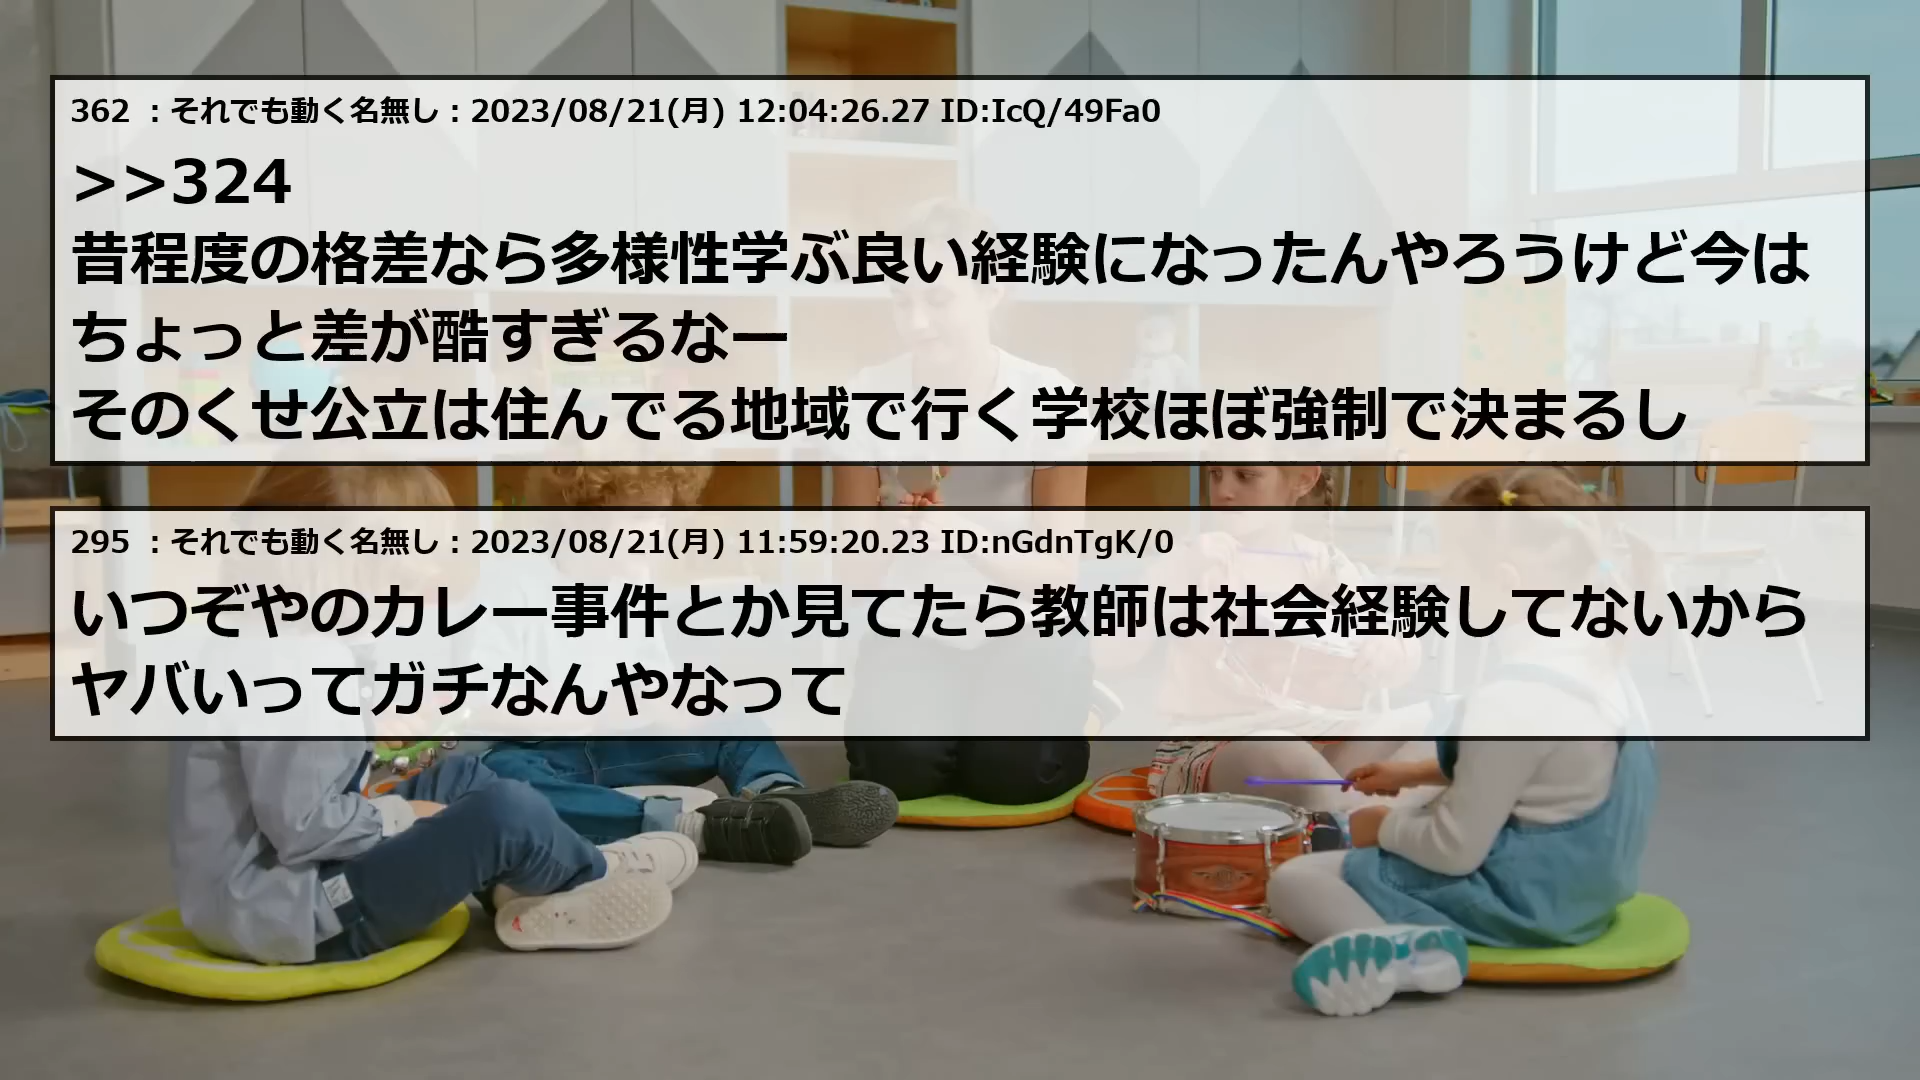 362 ：それでも動く名無し：2023/08/21(月) 12:04:26.27 ID:IcQ/49Fa0
>>324
昔程度の格差なら多様性学ぶ良い経験になったんやろうけど今は
ちょっと差が酷すぎるなー
そのくせ公立は住んでる地域で行く学校ほぼ強制で決まるし
295 ：それでも動く名無し：2023/08/21(月) 11:59:20.23 ID:nGdnTgK/0
いつぞやのカレー事件とか見てたら教師は社会経験してないから
ヤバいってガチなんやなって